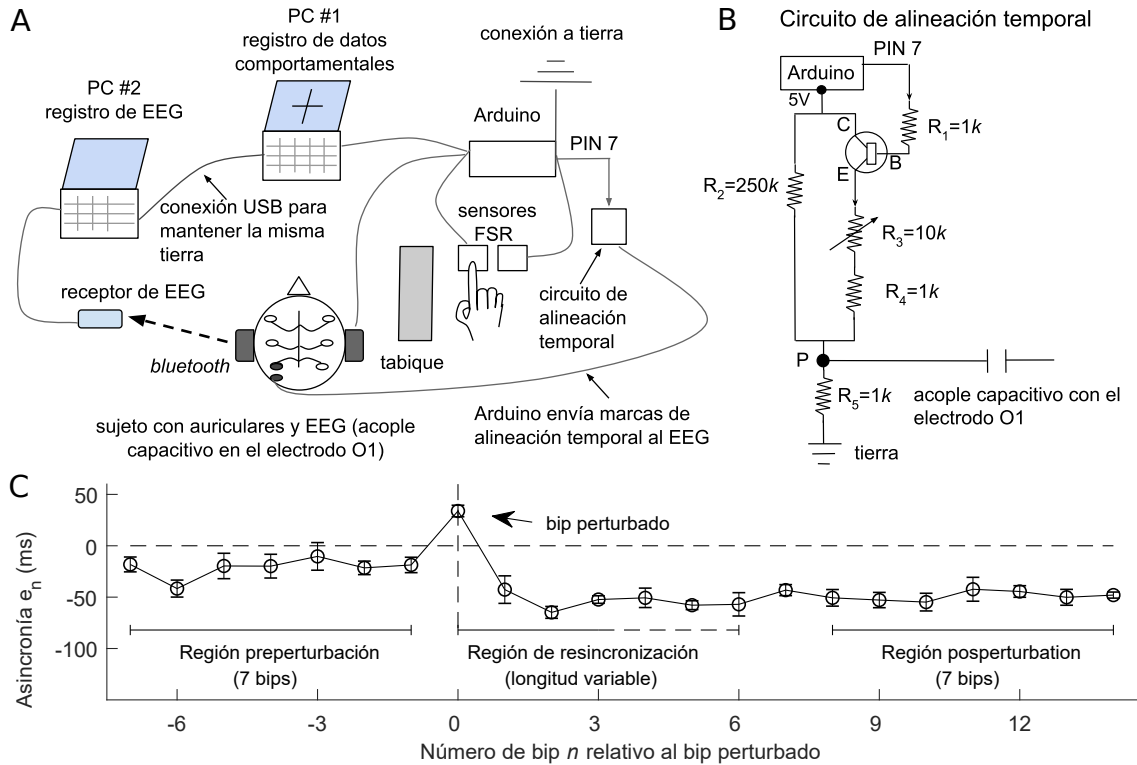 A
PC #1
registro de datos
comportamentales
PC #2
registro de EEG
conexión a tierra
Arduino
PIN 7
conexión USB para
mantener la misma
tierra
sensores
FSR
receptor de EEG
bluetooth
tabique
circuito de
alineación
temporal
sujeto con auriculares y EEG (acople
capacitivo en el electrodo O1)
Arduino envía marcas de
alineación temporal al EEG
B
Circuito de alineación temporal
PIN 7
Arduino
5V
C
R1=1k
B
E
R2=250k
R3=10k
R4=1k
P
R5=1k
acople capacitivo con el
electrodo O1
tierra
C
Asincronía en (ms)
50
0
-50
-100
bip perturbado
Región preperturbación
(7 bips)
Región de resincronización
(longitud variable)
Región posperturbation
(7 bips)
-6 -3 0 3 6 9 12
Número de bip n relativo al bip perturbado